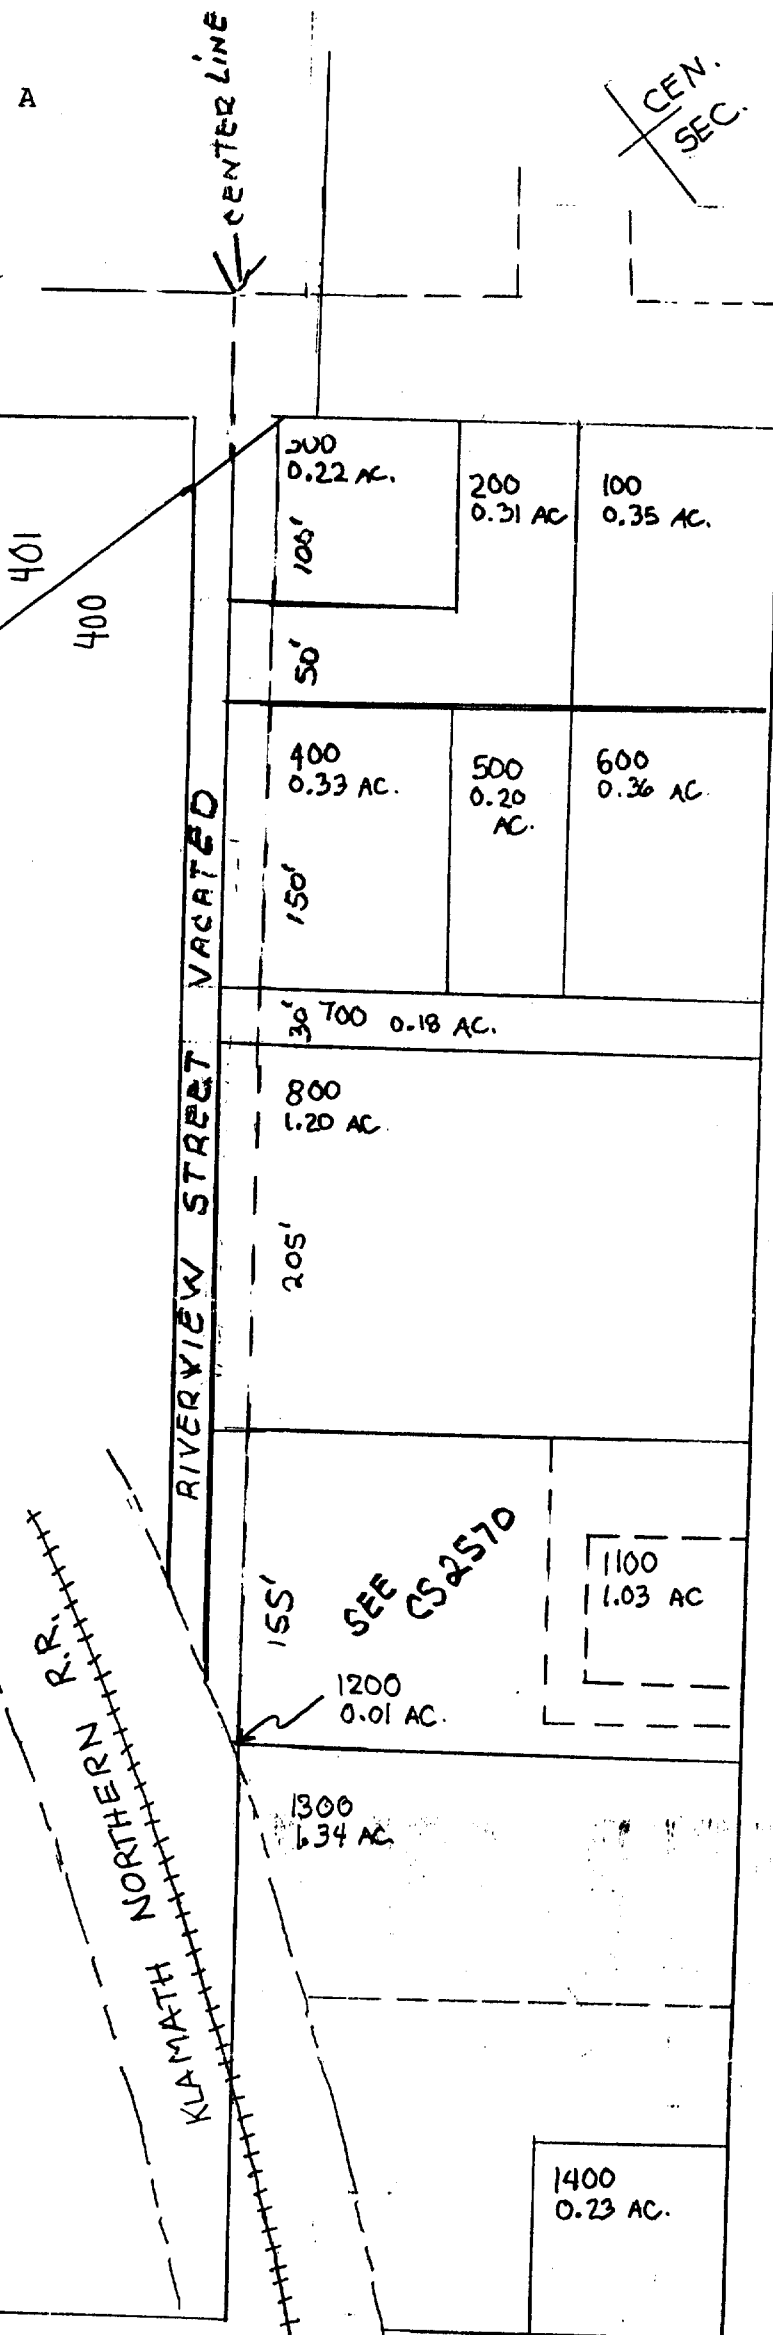 A
CENTER LINE
CEN.
SEC.
0.22 AC.
100'
200
0.31 AC
100
0.35 AC.
401
400
50'
400
0.33 AC.
500
0.20
AC.
600
0.36 AC.
150'
30'
700 0.18 AC.
800
1.20 AC.
205'
RIVERVIEW STREET VACATED
155'
SEE
CS 2570
1100
1.03 AC
1200
0.01 AC.
KLAMATH NORTHERN R.R.
1300
1.34 AC.
1400
0.23 AC.